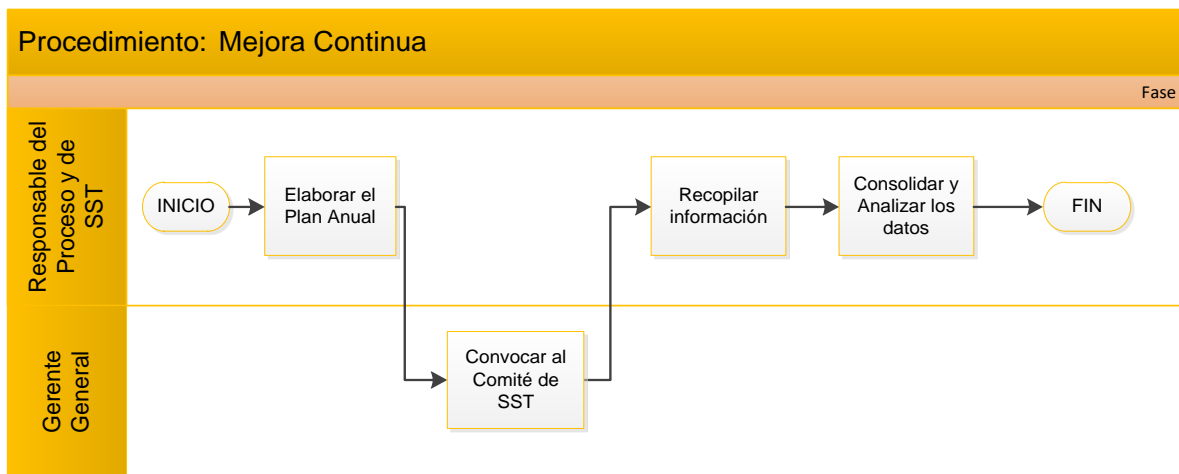 Procedimiento: Mejora Continua
Fase
Responsable del
Proceso y de
SST
INICIO
Elaborar el
Plan Anual
Recopilar
información
Consolidar y
Analizar los
datos
FIN
Gerente
General
Convocar al
Comité de
SST